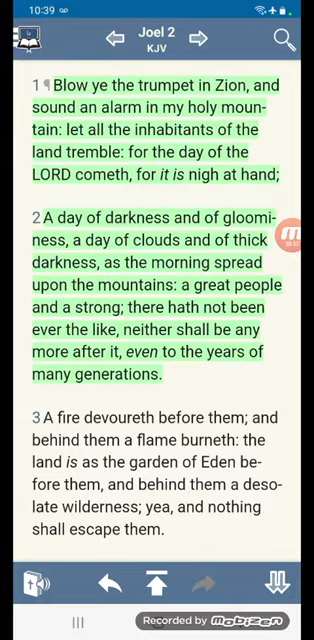 10:39
Joel 2
KJV
1 ¶ Blow ye the trumpet in Zion, and
sound an alarm in my holy moun-
tain: let all the inhabitants of the
land tremble: for the day of the
LORD cometh, for it is nigh at hand;
2 A day of darkness and of gloomi-
ness, a day of clouds and of thick
darkness, as the morning spread
upon the mountains: a great people
and a strong; there hath not been
ever the like, neither shall be any
more after it, even to the years of
many generations.
3 A fire devoureth before them; and
behind them a flame burneth: the
land is as the garden of Eden be-
fore them, and behind them a deso-
late wilderness; yea, and nothing
shall escape them.
Recorded by mobizen